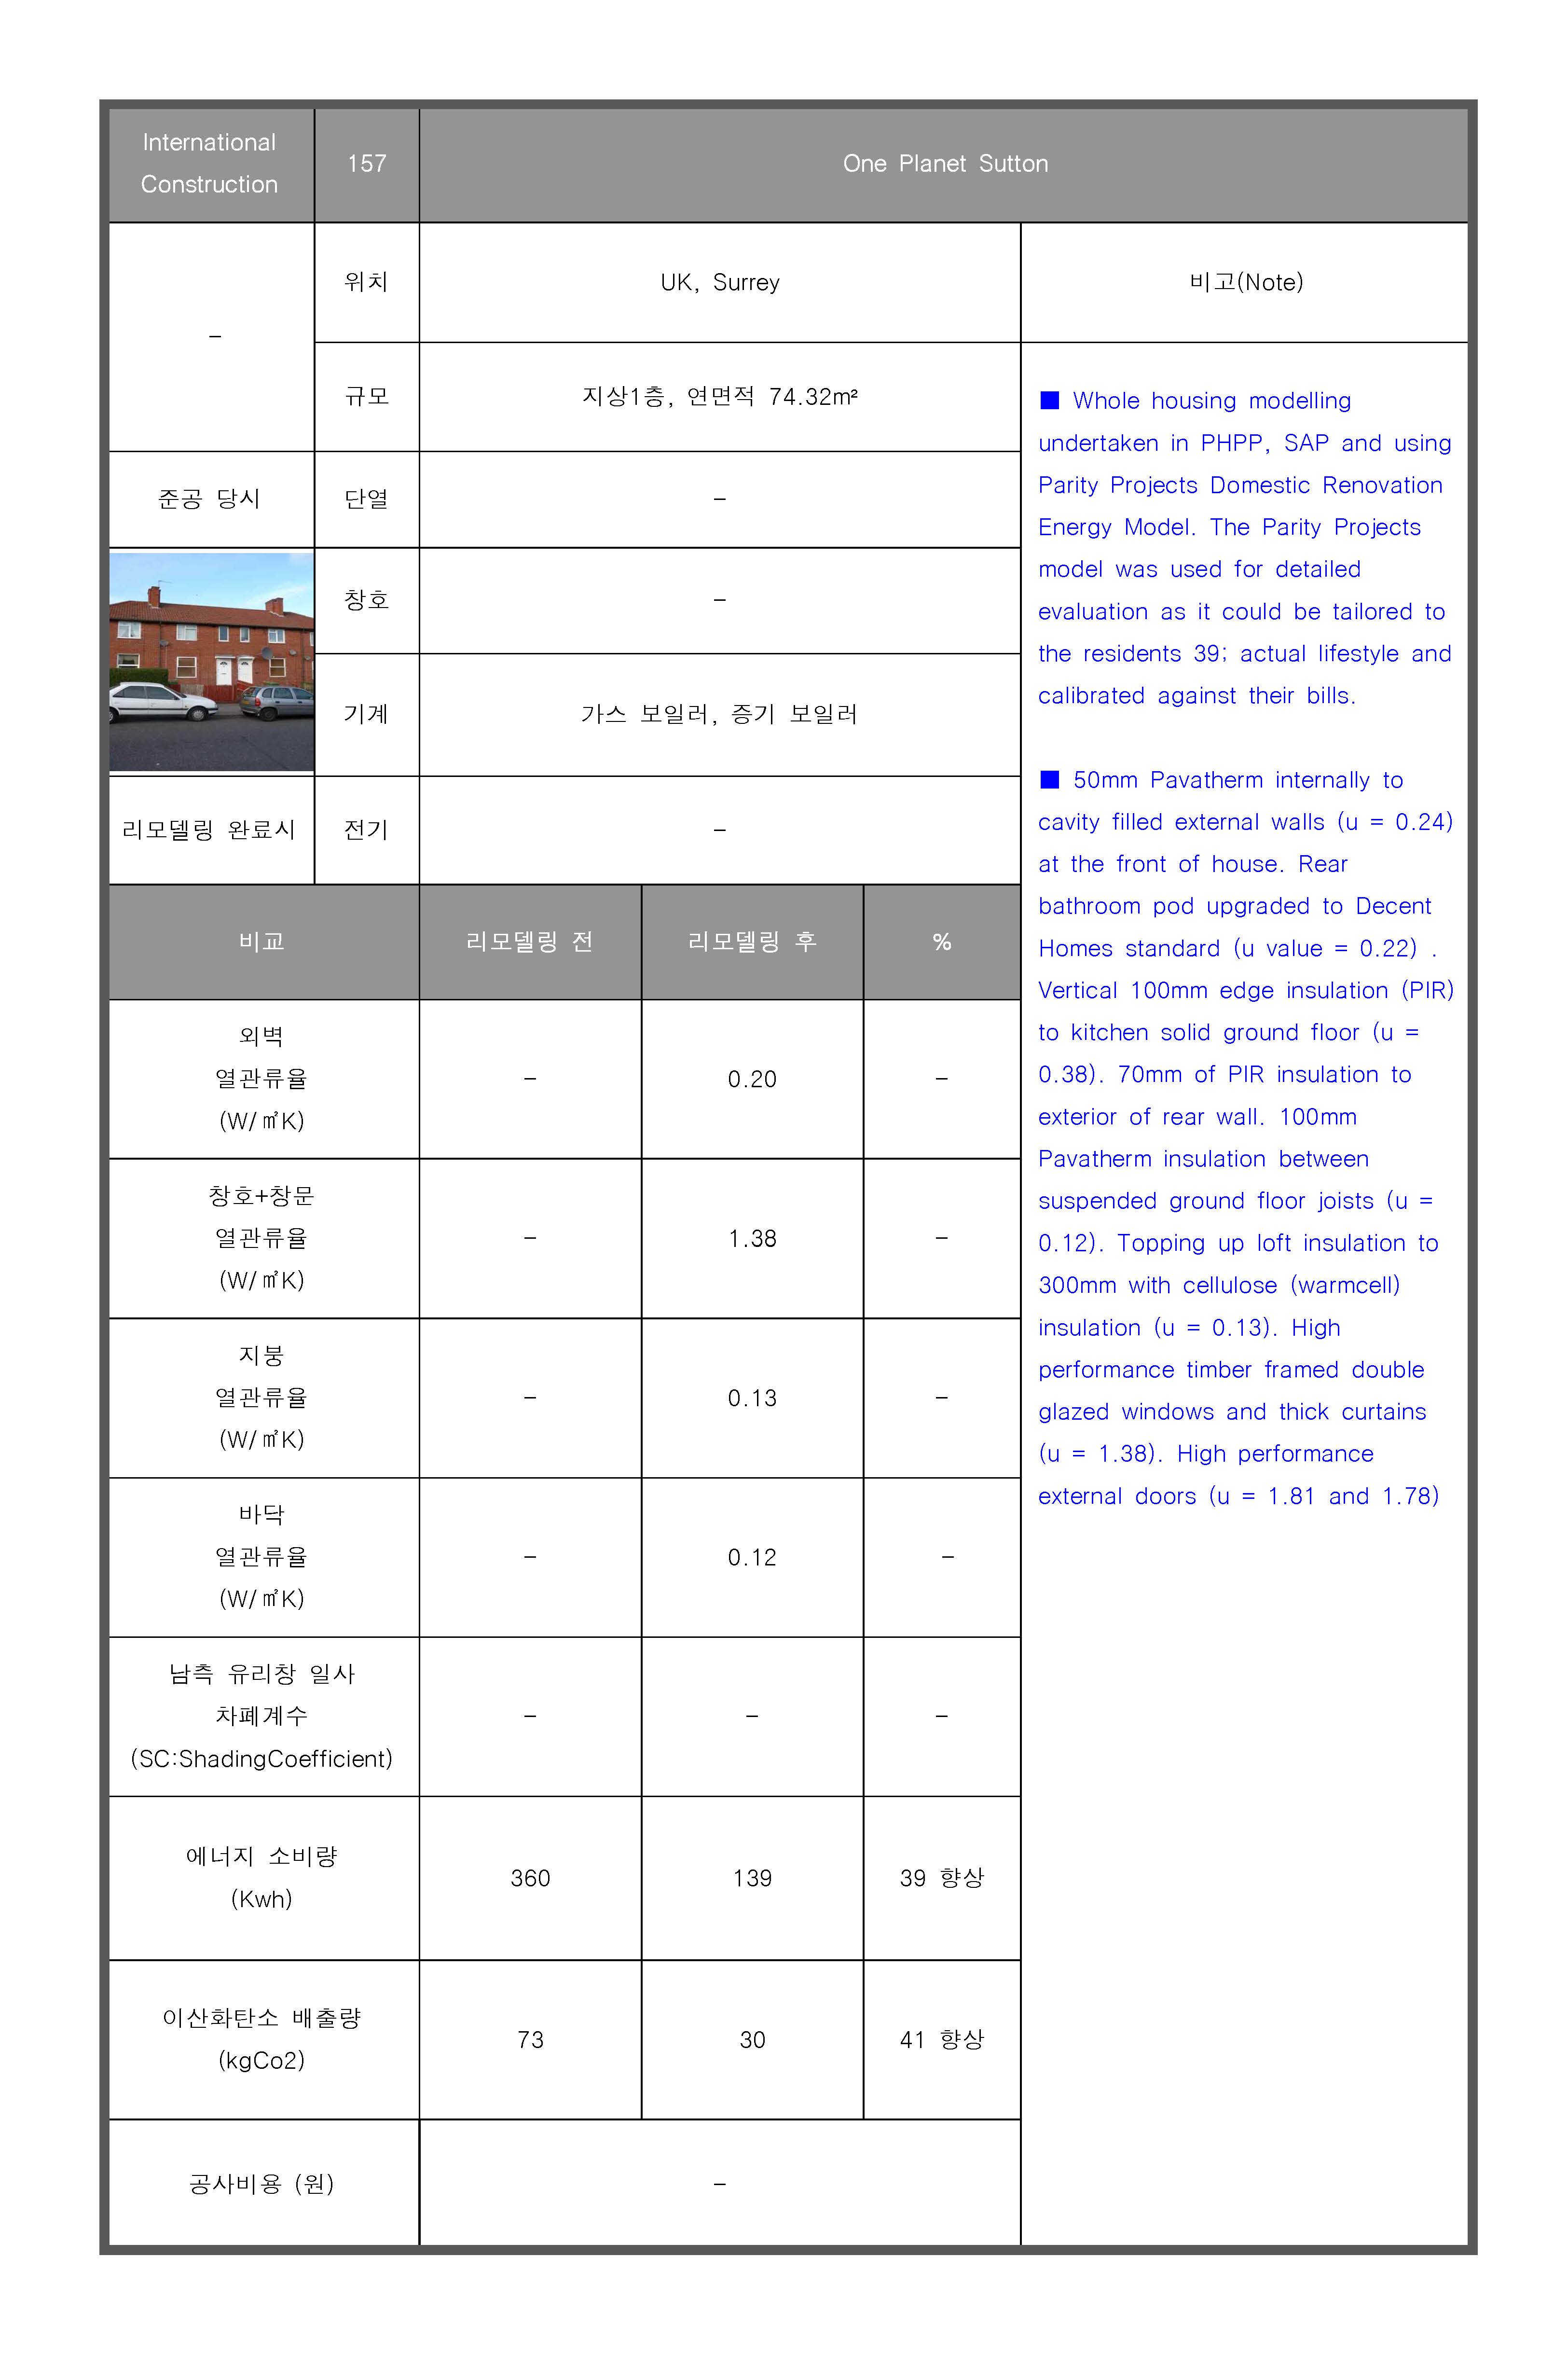 International
Construction
157
One Planet Sutton
–
위치
UK, Surrey
비고(Note)
규모
지상1층, 연면적 74.32m²
준공 당시
단열
–
창호
–
기계
가스 보일러, 증기 보일러
리모델링 완료시
전기
–
■ Whole housing modelling
undertaken in PHPP, SAP and using
Parity Projects Domestic Renovation
Energy Model. The Parity Projects
model was used for detailed
evaluation as it could be tailored to
the residents 39; actual lifestyle and
calibrated against their bills.
■ 50mm Pavatherm internally to
cavity filled external walls (u = 0.24)
at the front of house. Rear
bathroom pod upgraded to Decent
Homes standard (u value = 0.22) .
Vertical 100mm edge insulation (PIR)
to kitchen solid ground floor (u =
0.38). 70mm of PIR insulation to
exterior of rear wall. 100mm
Pavatherm insulation between
suspended ground floor joists (u =
0.12). Topping up loft insulation to
300mm with cellulose (warmcell)
insulation (u = 0.13). High
performance timber framed double
glazed windows and thick curtains
(u = 1.38). High performance
external doors (u = 1.81 and 1.78)
비교
리모델링 전
리모델링 후
%
외벽
열관류율
(W/㎡K)
–
0.20
–
창호+창문
열관류율
(W/㎡K)
–
1.38
–
지붕
열관류율
(W/㎡K)
–
0.13
–
바닥
열관류율
(W/㎡K)
–
0.12
–
남측 유리창 일사
차폐계수
(SC:ShadingCoefficient)
–
–
–
에너지 소비량
(Kwh)
360
139
39 향상
이산화탄소 배출량
(kgCo2)
73
30
41 향상
공사비용 (원)
–